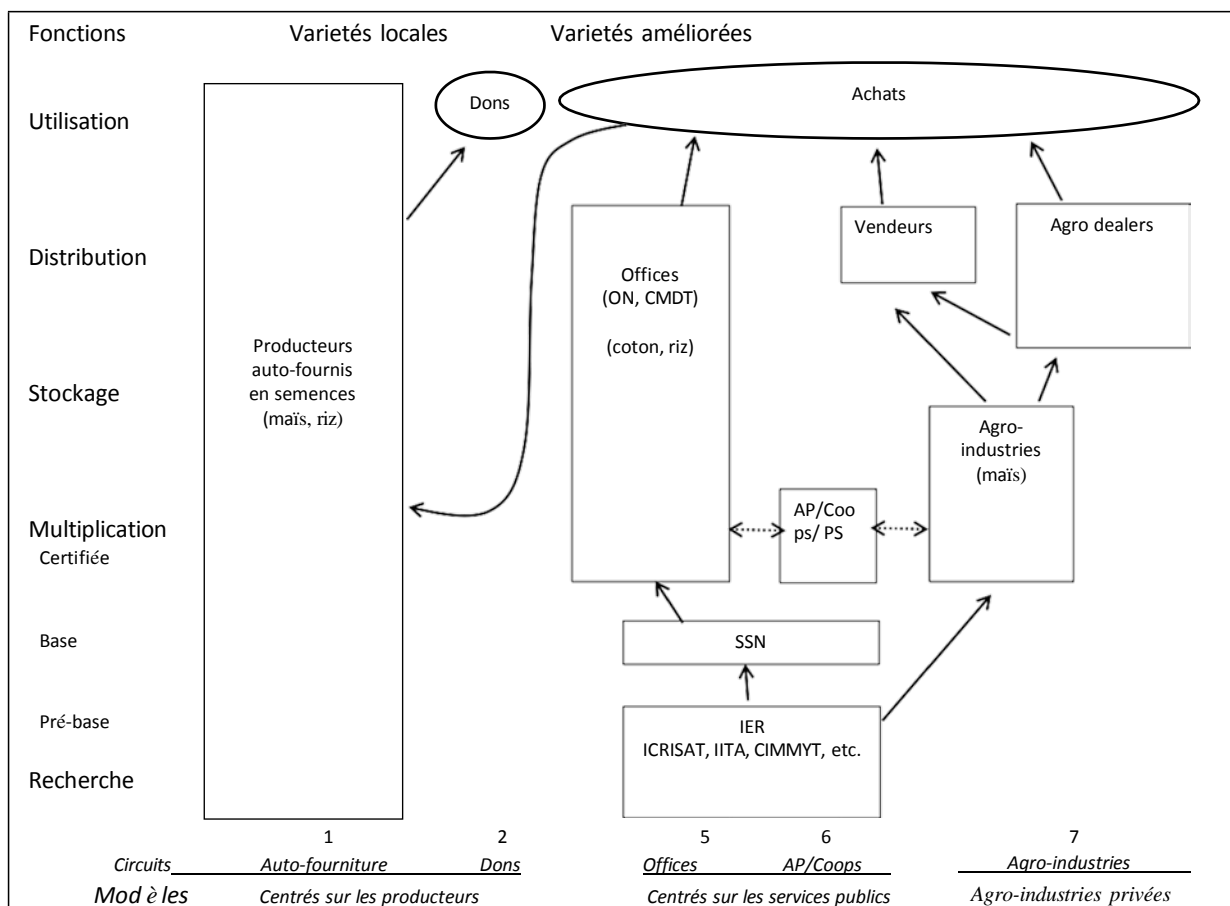 Fonctions Varietés locales Varietés améliorées
Dons
Achats
Utilisation
Vendeurs
Agro dealers
Distribution
Offices
(ON, CMDT)
(coton, riz)
Producteurs
auto-fournis
en semences
(maïs, riz)
Stockage
Agro-
industries
(maïs)
AP/Coo
ps/ PS
Multiplication
Certifiée
Base
SSN
Pré-base
IER
ICRISAT, IITA, CIMMYT, etc.
Recherche
1 2 5 6 7
Circuits Auto-fourniture Dons Offices AP/Coops Agro-industries
Mod è les Centrés sur les producteurs Centrés sur les services publics Agro-industries privées